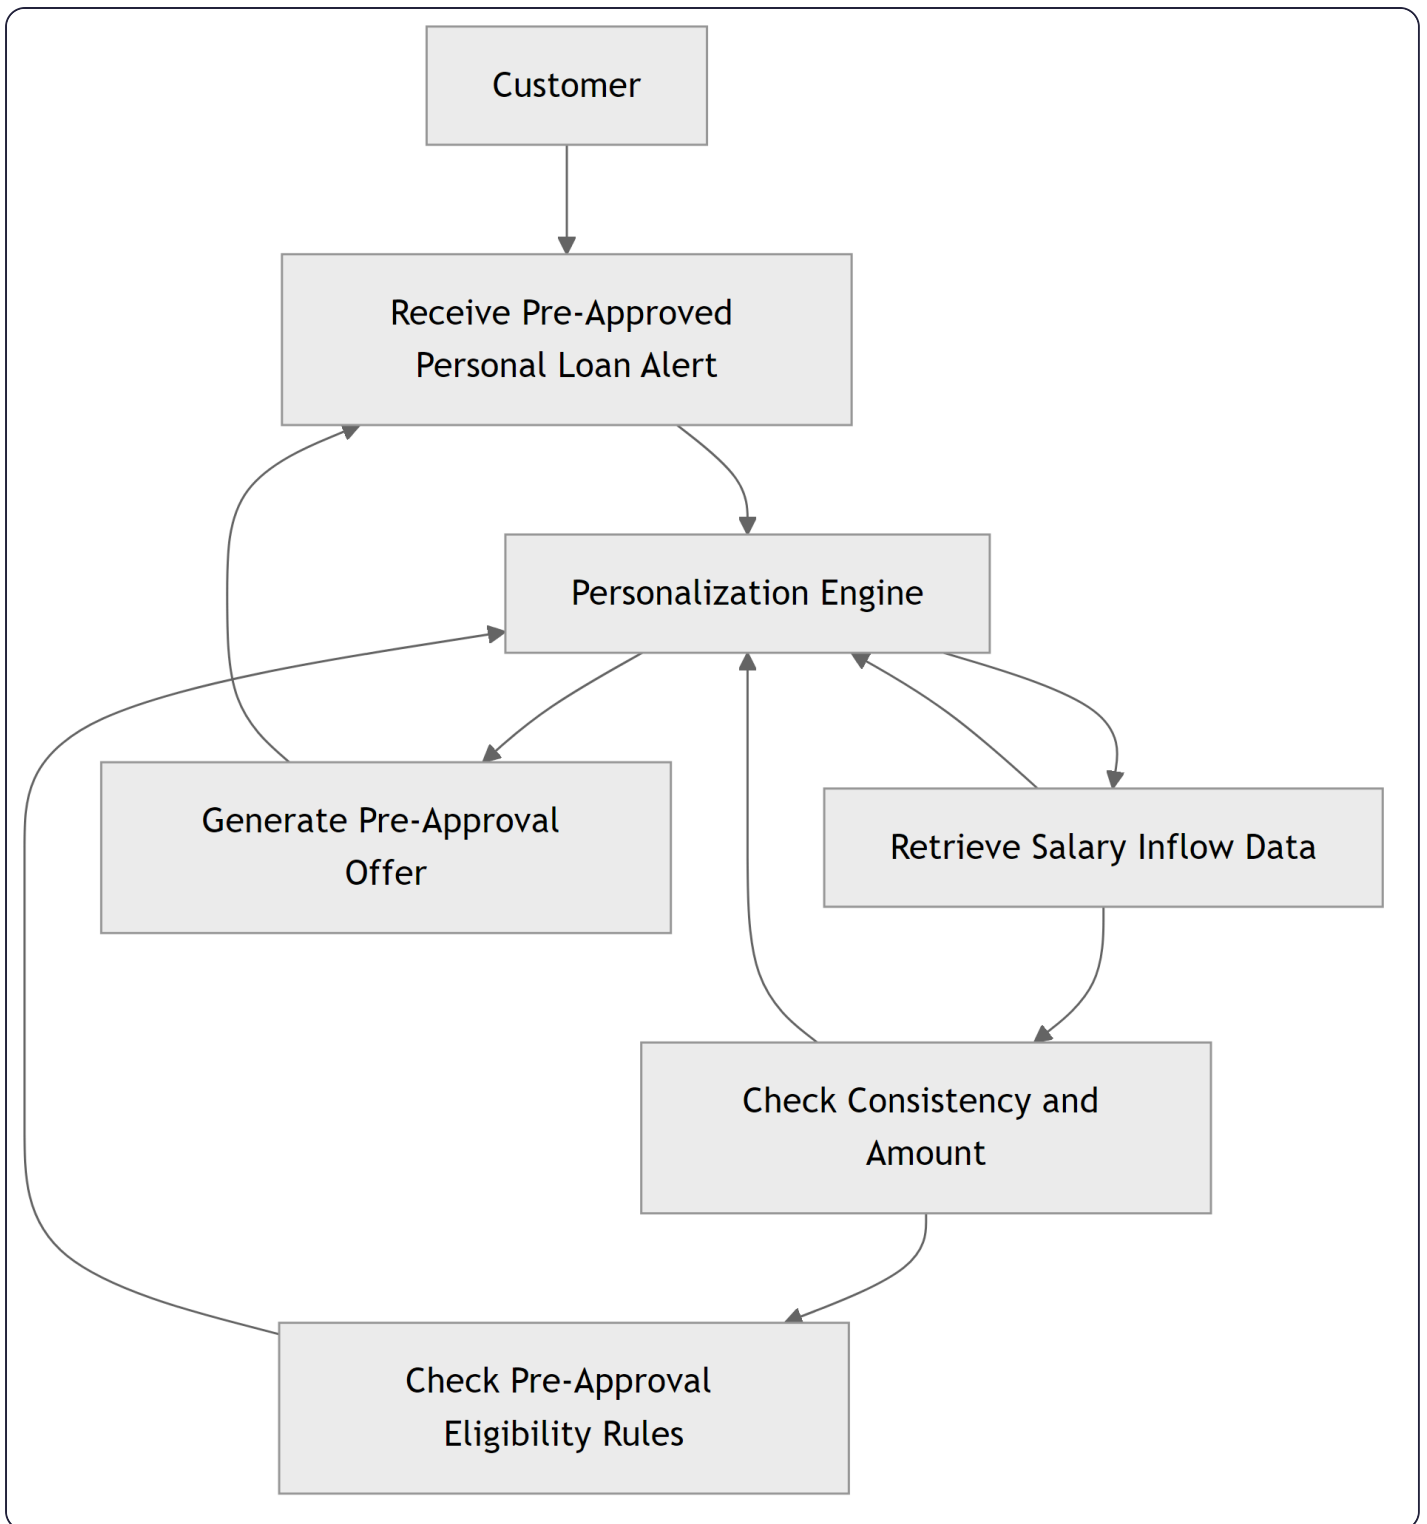 Customer
Receive Pre-Approved
Personal Loan Alert
Personalization Engine
Generate Pre-Approval
Offer
Retrieve Salary Inflow Data
Check Consistency and
Amount
Check Pre-Approval
Eligibility Rules